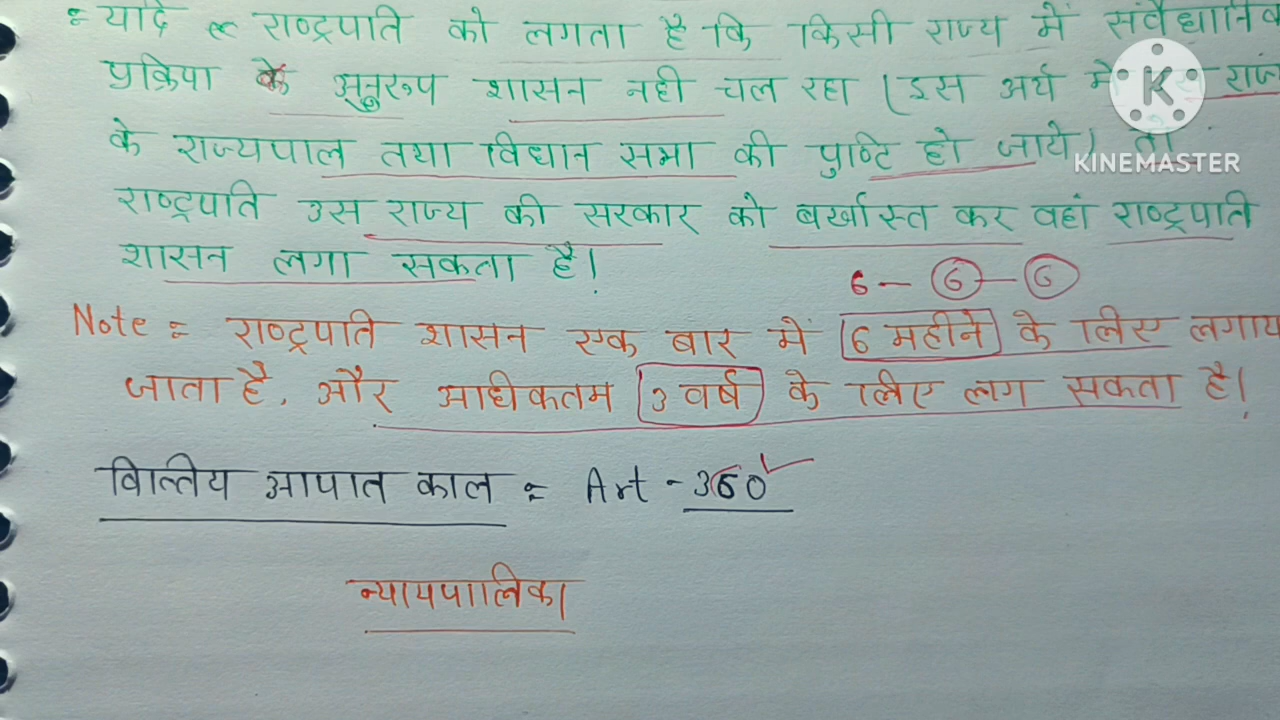 = यदि राष्ट्रपति को लगता है कि किसी राज्य में संवैधानिक
प्रक्रिया के अनुरूप शासन नही चल रहा (इस अर्थ मे
के राज्यपाल तथा विधान सभा की पुष्टि हो जाये) तो
राष्ट्रपति उस राज्य की सरकार को बर्खास्त कर वहां राष्ट्रपति
शासन लगा सकता है।
6 - 6 - 6
Note = राष्ट्रपति शासन एक बार में 6 महीने के लिए लगाय
जाता है, और अधीकतम 3 वर्ष के लिए लग सकता है।
वित्तिय आपात काल = Art - 360
न्यायपालिका
K
KINEMASTER